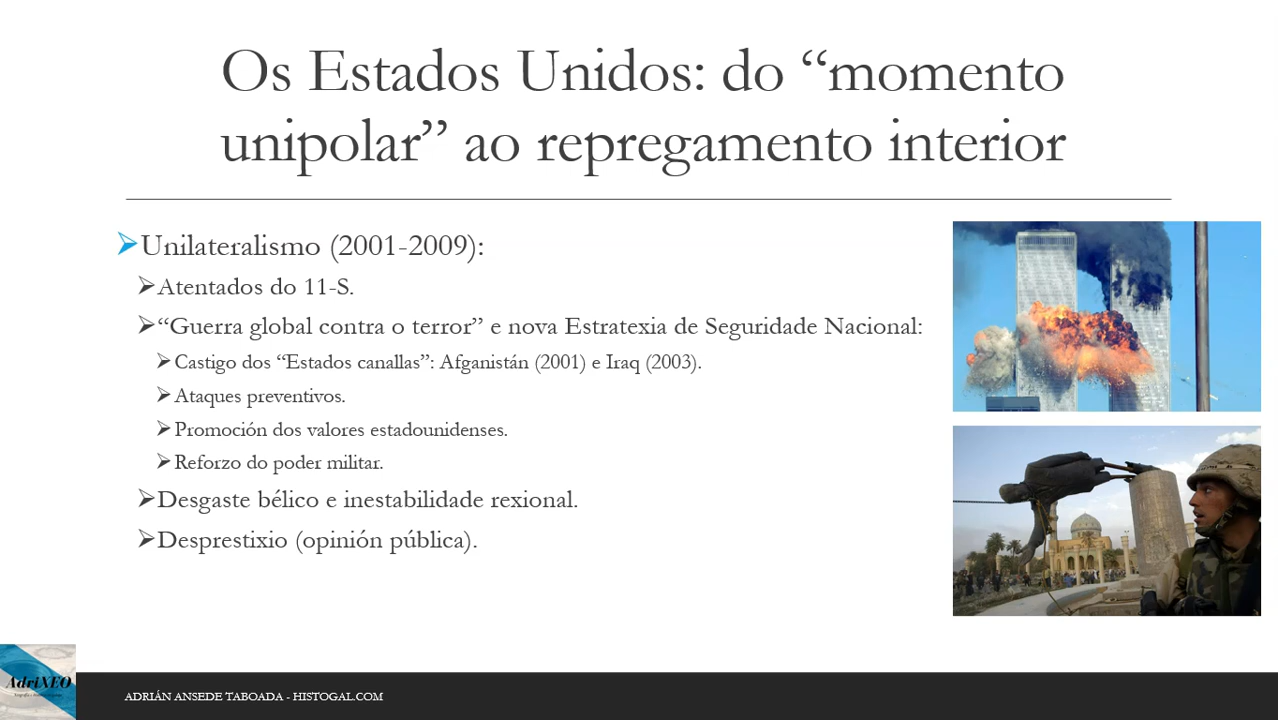 Os Estados Unidos: do “momento
unipolar” ao repregamento interior
Unilateralismo (2001-2009):
Atentados do 11-S.
“Guerra global contra o terror” e nova Estratexia de Seguridade Nacional:
Castigo dos “Estados canallas”: Afganistán (2001) e Iraq (2003).
Ataques preventivos.
Promoción dos valores estadounidenses.
Reforzo do poder militar.
Desgaste bélico e inestabilidade rexional.
Desprestixio (opinión pública).
AdriXEO
ADRIÁN ANSEDE TABOADA - HISTOGAL.COM